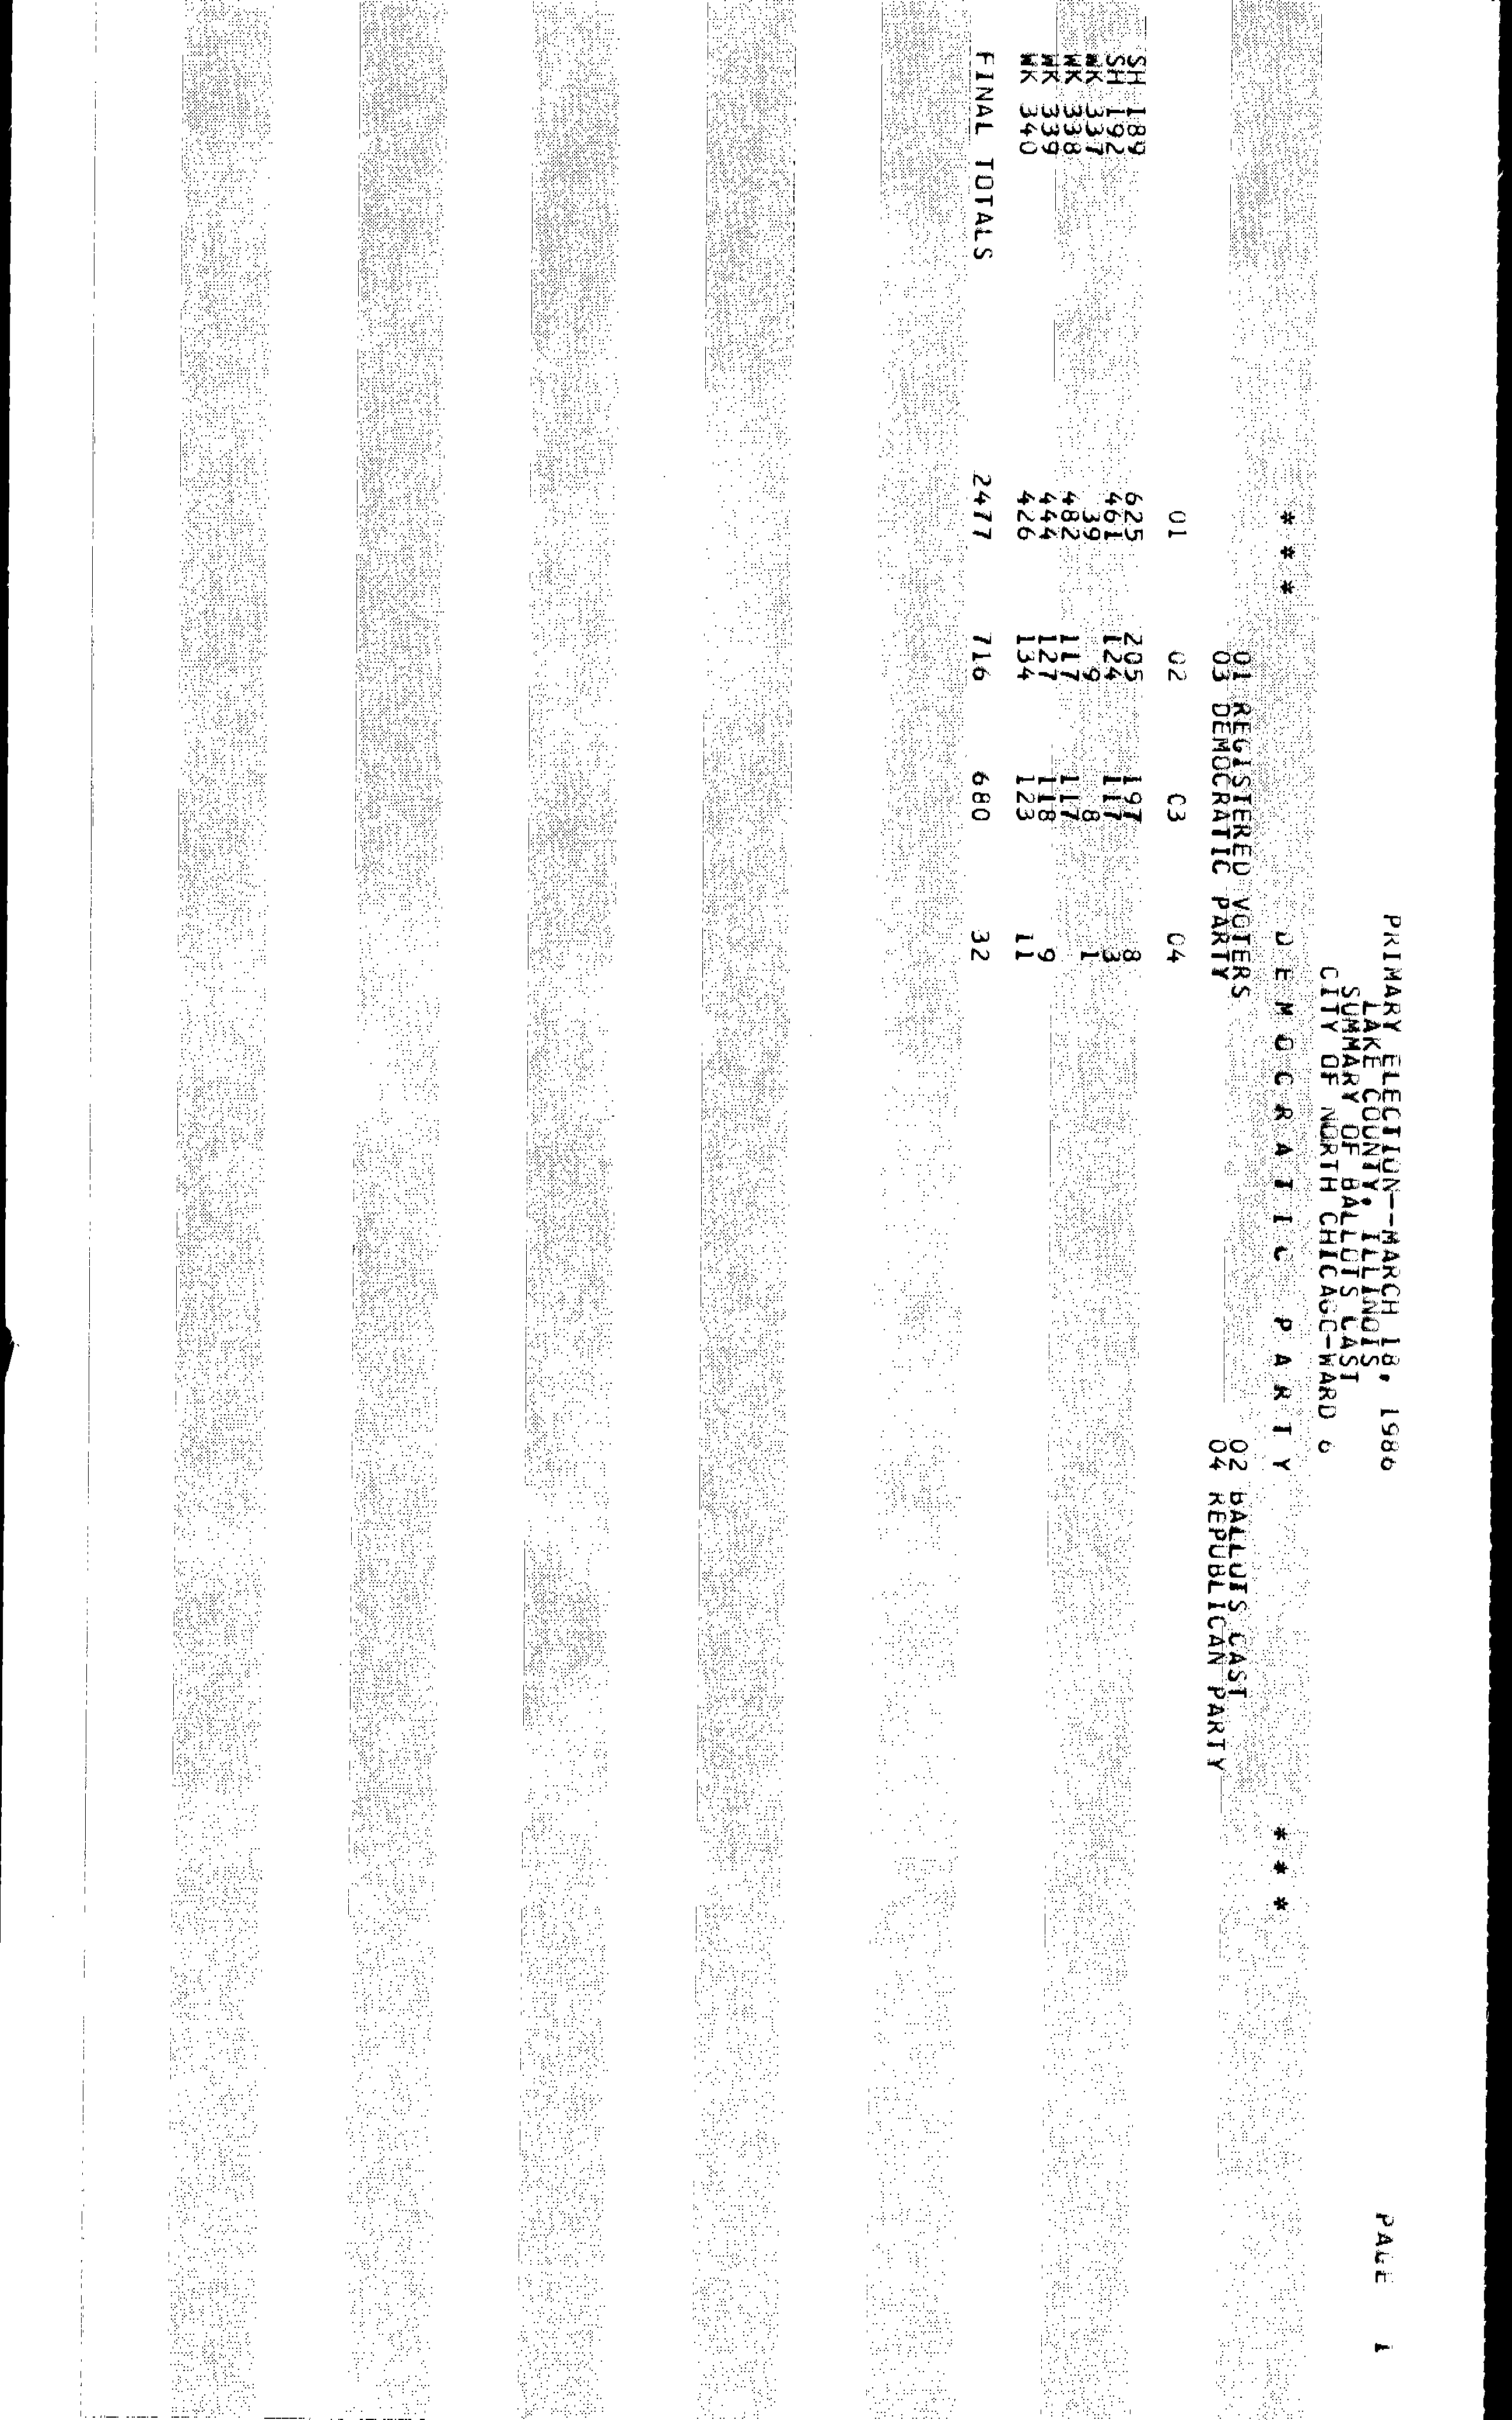 PRIMARY ELECTION--MARCH 18, 1986 PAGE 1
LAKE COUNTY, ILLINOIS
SUMMARY OF BALLOTS CAST
CITY OF NORTH CHICAGO-WARD 6
* * * D E M O C R A T I C P A R T Y * * *
01 REGISTERED VOTERS 02 BALLOTS CAST
03 DEMOCRATIC PARTY 04 REPUBLICAN PARTY
01 02 03 04
SH 189 625 205 197 8
SH 192 461 124 117 3
WK 337 39 9 8 1
WK 338 482 117 117
WK 339 444 127 118 9
WK 340 426 134 123 11
FINAL TOTALS 2477 716 680 32